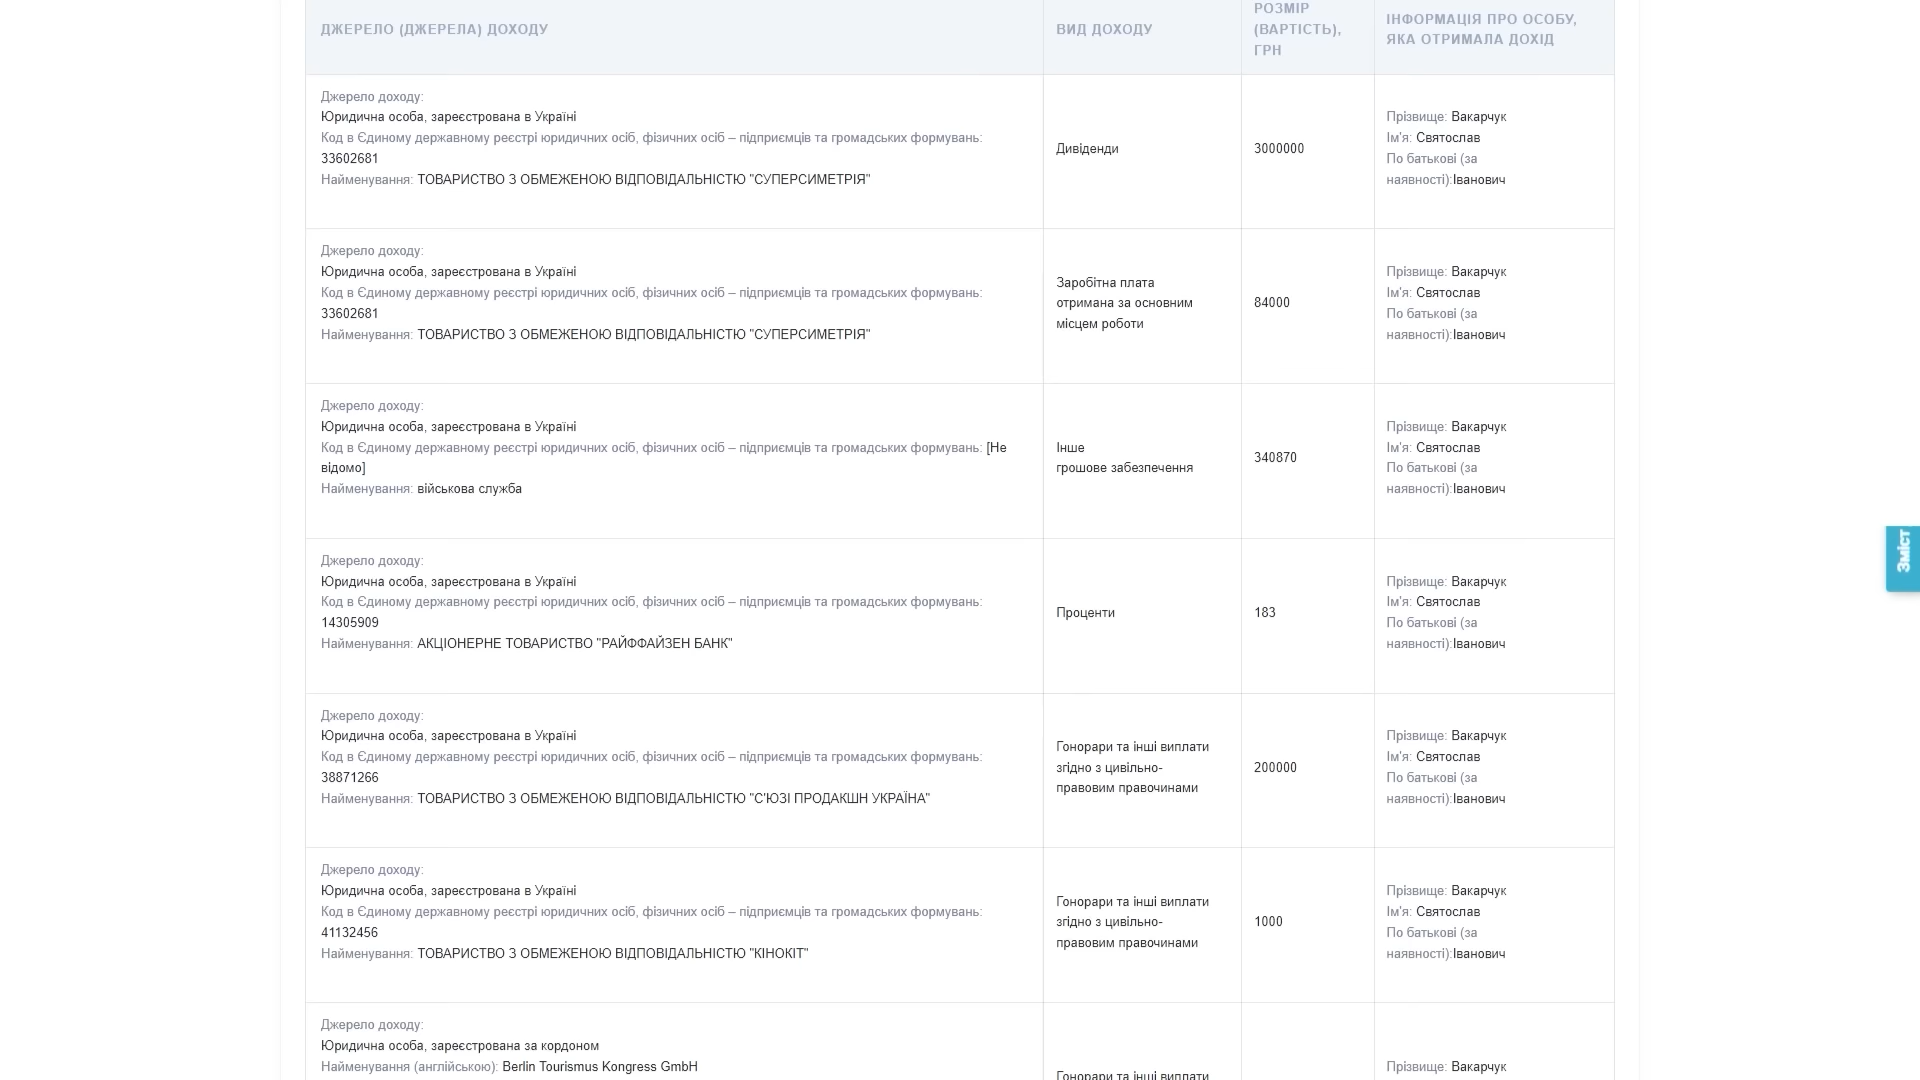 ДЖЕРЕЛО (ДЖЕРЕЛА) ДОХОДУ
ВИД ДОХОДУ
РОЗМІР
(ВАРТІСТЬ),
ГРН
ІНФОРМАЦІЯ ПРО ОСОБУ,
ЯКА ОТРИМАЛА ДОХІД
Джерело доходу:
Юридична особа, зареєстрована в Україні
Код в Єдиному державному реєстрі юридичних осіб, фізичних осіб – підприємців та громадських формувань:
33602681
Найменування: ТОВАРИСТВО З ОБМЕЖЕНОЮ ВІДПОВІДАЛЬНІСТЮ "СУПЕРСИМЕТРІЯ"
Дивіденди
3000000
Прізвище: Вакарчук
Ім'я: Святослав
По батькові (за
наявності):Іванович
Джерело доходу:
Юридична особа, зареєстрована в Україні
Код в Єдиному державному реєстрі юридичних осіб, фізичних осіб – підприємців та громадських формувань:
33602681
Найменування: ТОВАРИСТВО З ОБМЕЖЕНОЮ ВІДПОВІДАЛЬНІСТЮ "СУПЕРСИМЕТРІЯ"
Заробітна плата
отримана за основним
місцем роботи
84000
Прізвище: Вакарчук
Ім'я: Святослав
По батькові (за
наявності):Іванович
Джерело доходу:
Юридична особа, зареєстрована в Україні
Код в Єдиному державному реєстрі юридичних осіб, фізичних осіб – підприємців та громадських формувань: [Не
відомо]
Найменування: військова служба
Інше
грошове забезпечення
340870
Прізвище: Вакарчук
Ім'я: Святослав
По батькові (за
наявності):Іванович
Джерело доходу:
Юридична особа, зареєстрована в Україні
Код в Єдиному державному реєстрі юридичних осіб, фізичних осіб – підприємців та громадських формувань:
14305909
Найменування: АКЦІОНЕРНЕ ТОВАРИСТВО "РАЙФФАЙЗЕН БАНК"
Проценти
183
Прізвище: Вакарчук
Ім'я: Святослав
По батькові (за
наявності):Іванович
Джерело доходу:
Юридична особа, зареєстрована в Україні
Код в Єдиному державному реєстрі юридичних осіб, фізичних осіб – підприємців та громадських формувань:
38871266
Найменування: ТОВАРИСТВО З ОБМЕЖЕНОЮ ВІДПОВІДАЛЬНІСТЮ "С'ЮЗІ ПРОДАКШН УКРАЇНА"
Гонорари та інші виплати
згідно з цивільно-
правовим правочинами
200000
Прізвище: Вакарчук
Ім'я: Святослав
По батькові (за
наявності):Іванович
Джерело доходу:
Юридична особа, зареєстрована в Україні
Код в Єдиному державному реєстрі юридичних осіб, фізичних осіб – підприємців та громадських формувань:
41132456
Найменування: ТОВАРИСТВО З ОБМЕЖЕНОЮ ВІДПОВІДАЛЬНІСТЮ "КІНОКІТ"
Гонорари та інші виплати
згідно з цивільно-
правовим правочинами
1000
Прізвище: Вакарчук
Ім'я: Святослав
По батькові (за
наявності):Іванович
Джерело доходу:
Юридична особа, зареєстрована за кордоном
Найменування (англійською): Berlin Tourismus Kongress GmbH
Гонорари та інші виплати
Прізвище: Вакарчук
Зміст